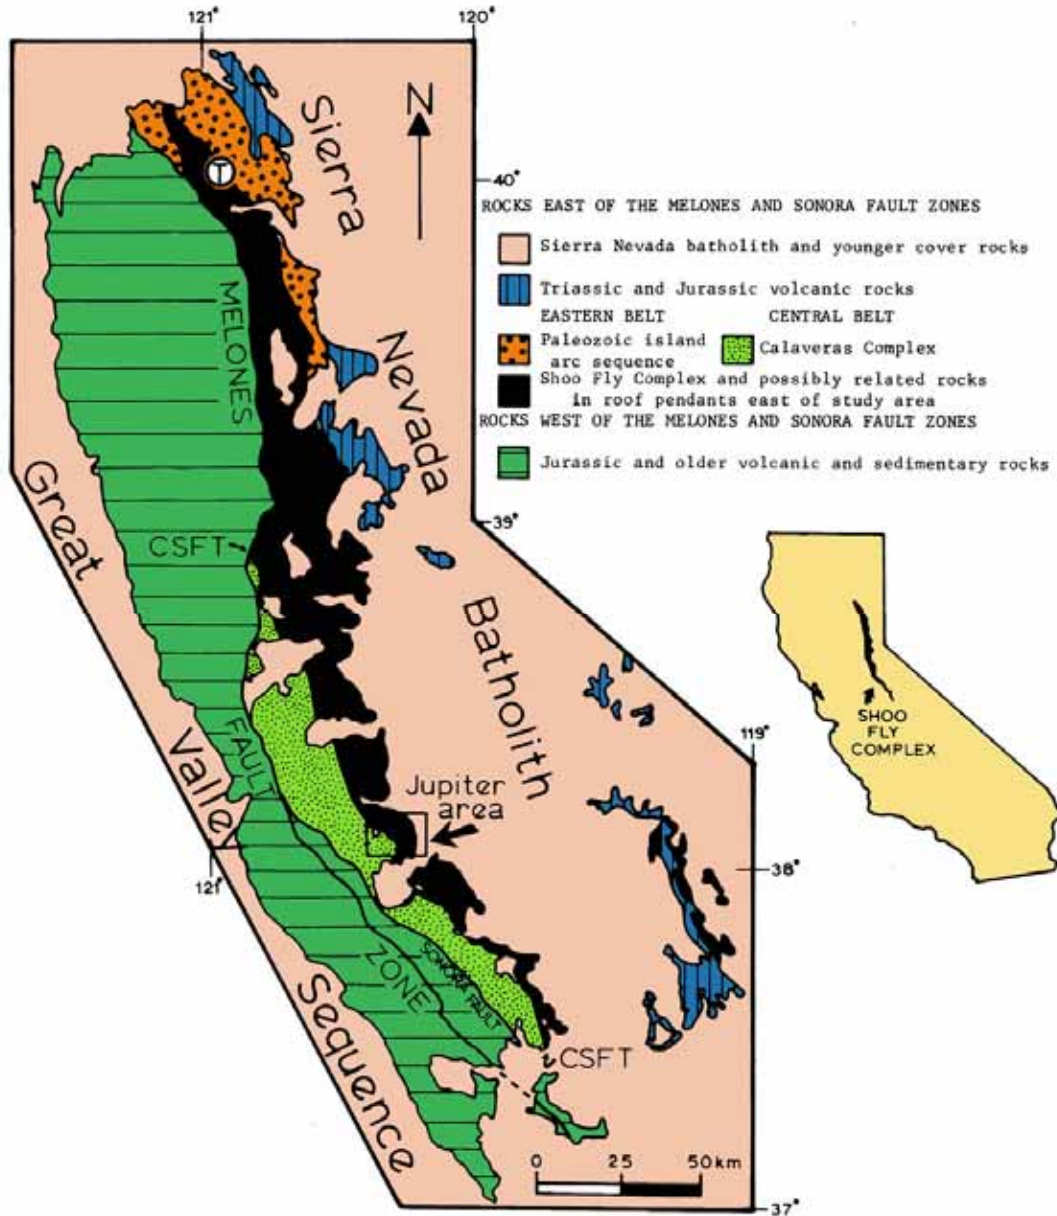 121°
120°
N
Sierra
Nevada
Batholith
T
40°
ROCKS EAST OF THE MELONES AND SONORA FAULT ZONES
Sierra Nevada batholith and younger cover rocks
Triassic and Jurassic volcanic rocks
EASTERN BELT CENTRAL BELT
Paleozoic island
arc sequence
Calaveras Complex
Shoo Fly Complex and possibly related rocks
in roof pendants east of study area
ROCKS WEST OF THE MELONES AND SONORA FAULT ZONES
Jurassic and older volcanic and sedimentary rocks
39°
MELONES
FAULT
ZONE
SONORA FAULT
Great
Valley
Sequence
CSFT
Jupiter
area
119°
38°
121°
CSFT
0 25 50km
37°
SHOO
FLY
COMPLEX